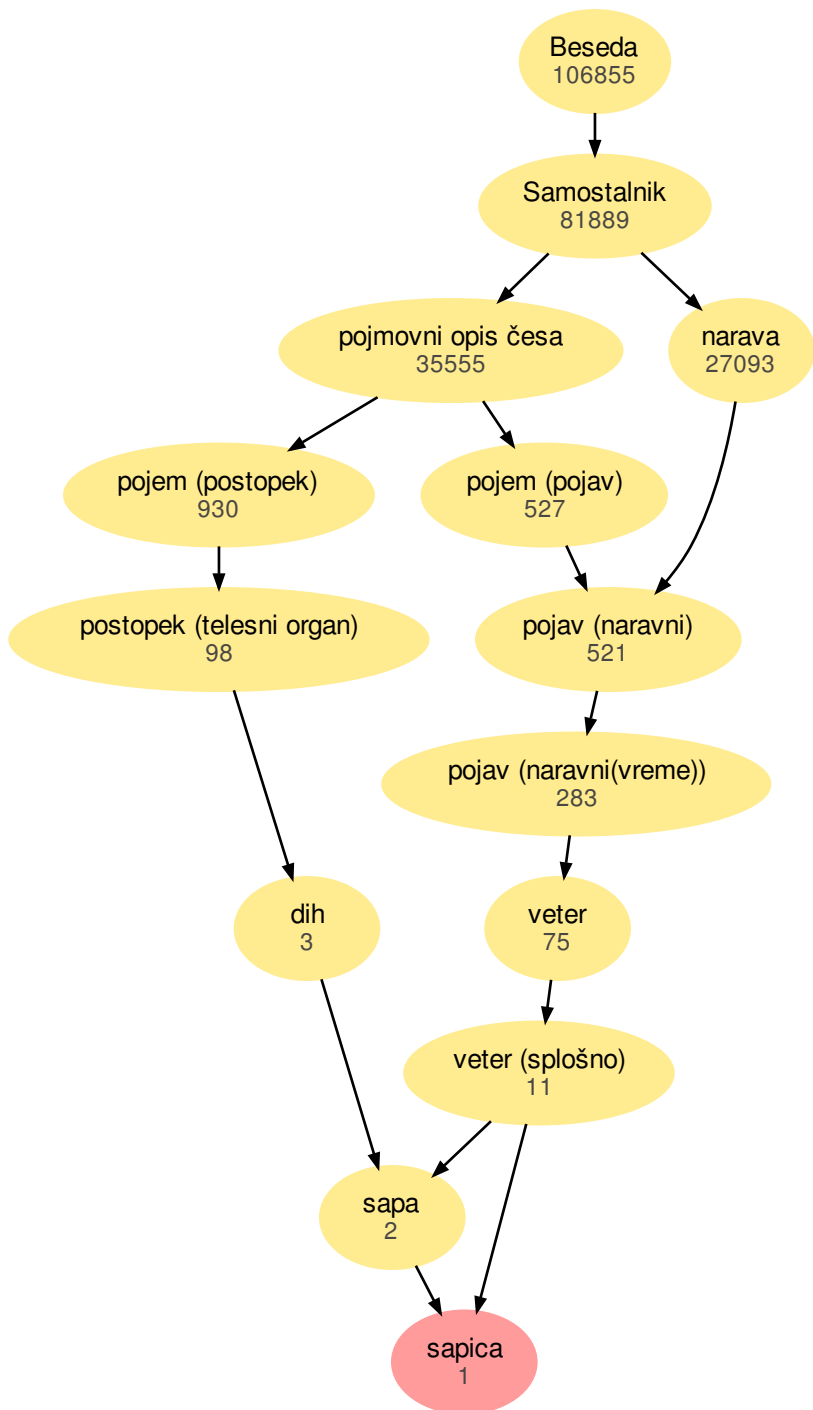 Beseda
106855
Samostalnik
81889
pojmovni opis česa
35555
narava
27093
pojem (postopek)
930
pojem (pojav)
527
postopek (telesni organ)
98
pojav (naravni)
521
pojav (naravni(vreme))
283
dih
3
veter
75
veter (splošno)
11
sapa
2
sapica
1